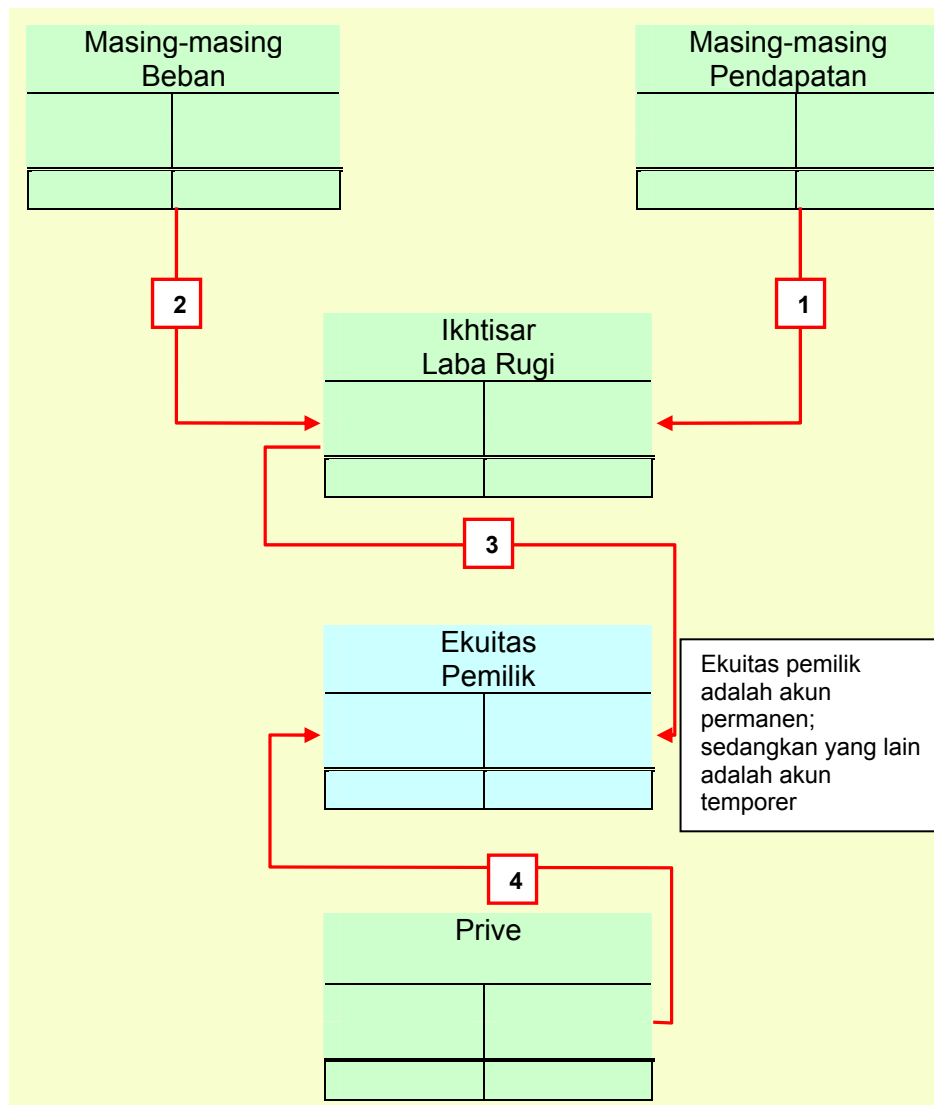 Masing-masing
Beban
Masing-masing
Pendapatan
2
1
Ikhtisar
Laba Rugi
3
Ekuitas
Pemilik
Ekuitas pemilik
adalah akun
permanen;
sedangkan yang lain
adalah akun
temporer
4
Prive